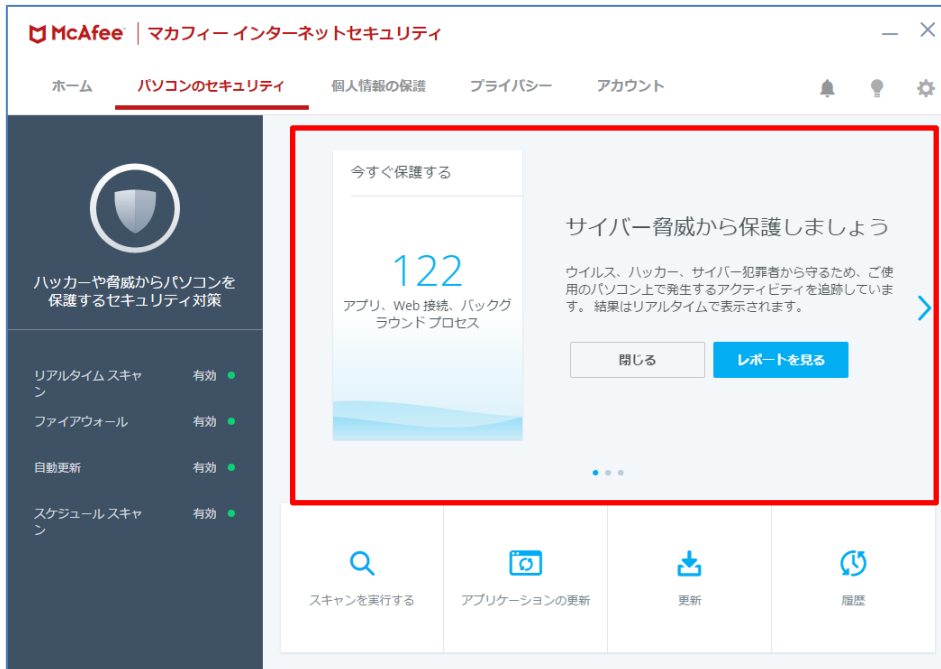 McAfee マカフィー インターネットセキュリティ
ホーム パソコンのセキュリティ 個人情報の保護 プライバシー アカウント
ハッカーや脅威からパソコンを
保護するセキュリティ対策
リアルタイム スキャ
ン 有効
ファイアウォール 有効
自動更新 有効
スケジュール スキャ
ン 有効
今すぐ保護する
122
アプリ、Web 接続、バックグ
ラウンド プロセス
サイバー脅威から保護しましょう
ウイルス、ハッカー、サイバー犯罪者から守るため、ご使
用のパソコン上で発生するアクティビティを追跡していま
す。 結果はリアルタイムで表示されます。
閉じる レポートを見る
スキャンを実行する アプリケーションの更新 更新 履歴